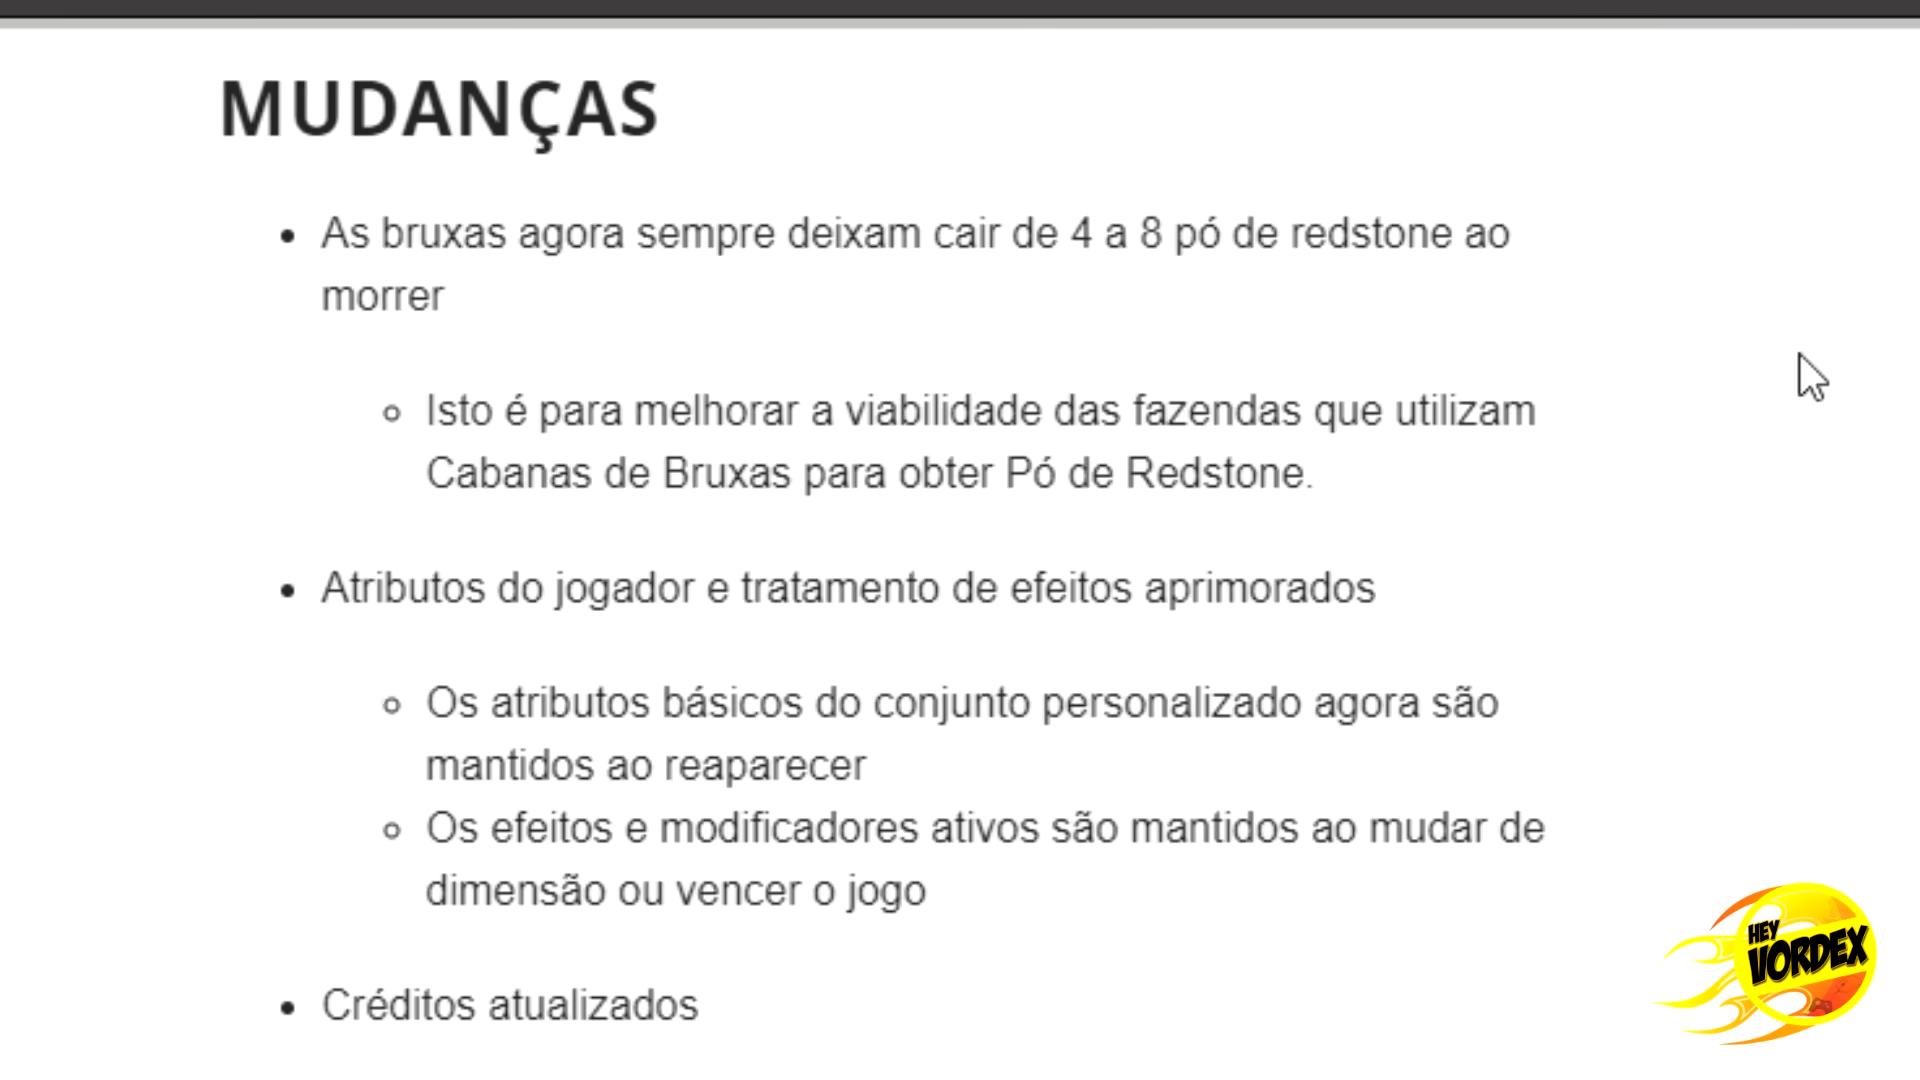 MUDANÇAS
As bruxas agora sempre deixam cair de 4 a 8 pó de redstone ao
morrer
Isto é para melhorar a viabilidade das fazendas que utilizam
Cabanas de Bruxas para obter Pó de Redstone.
Atributos do jogador e tratamento de efeitos aprimorados
Os atributos básicos do conjunto personalizado agora são
mantidos ao reaparecer
Os efeitos e modificadores ativos são mantidos ao mudar de
dimensão ou vencer o jogo
Créditos atualizados
HEY
VORDEX